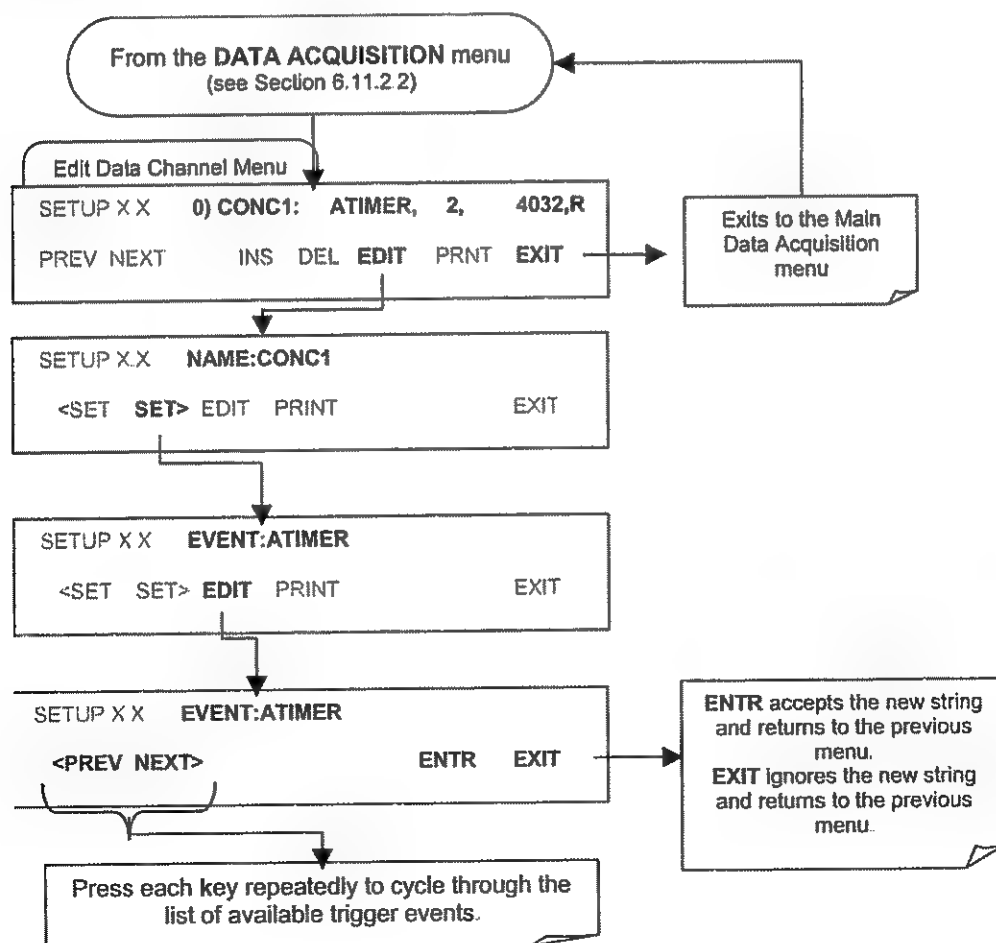 From the DATA ACQUISITION menu
(see Section 6.11.2.2)
Edit Data Channel Menu
SETUP X X 0) CONC1: ATIMER, 2, 4032,R
PREV NEXT INS DEL EDIT PRNT EXIT
Exits to the Main
Data Acquisition
menu
SETUP X.X NAME:CONC1
<SET SET> EDIT PRINT EXIT
SETUP X X EVENT:ATIMER
<SET SET> EDIT PRINT EXIT
SETUP X X EVENT:ATIMER
<PREV NEXT> ENTR EXIT
ENTR accepts the new string
and returns to the previous
menu.
EXIT ignores the new string
and returns to the previous
menu.
Press each key repeatedly to cycle through the
list of available trigger events.